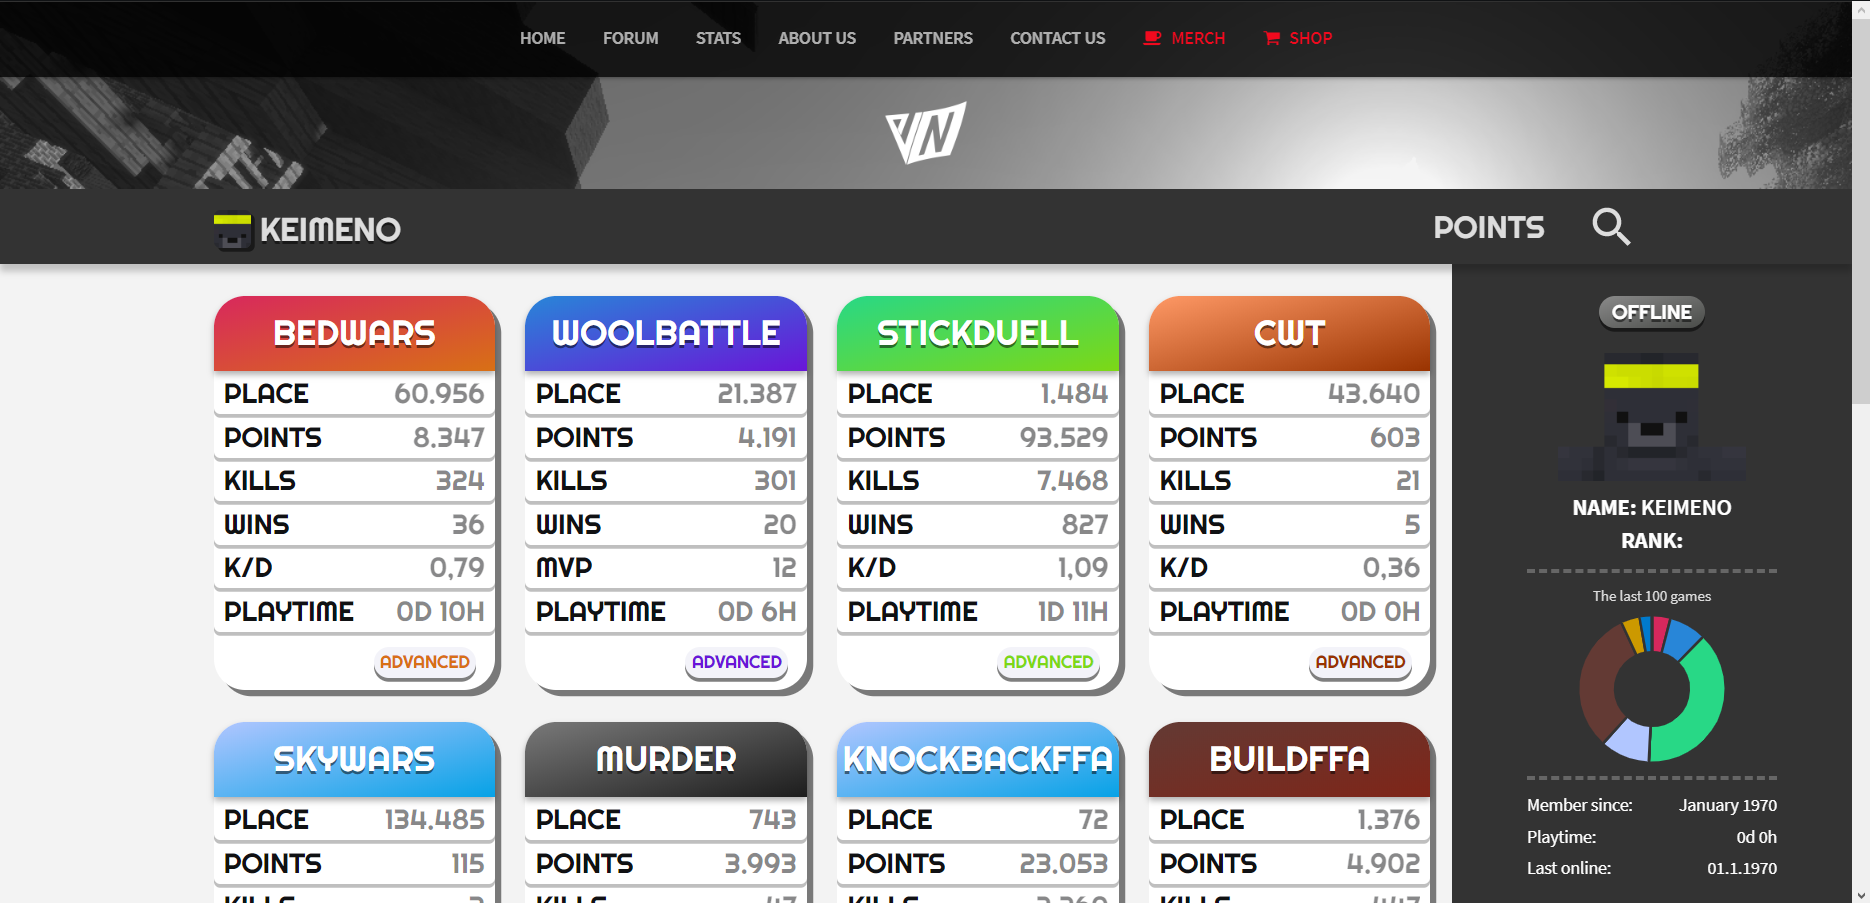 HOME FORUM STATS ABOUT US PARTNERS CONTACT US MERCH SHOP
KEIMENO POINTS
BEDWARS
PLACE 60.956
POINTS 8.347
KILLS 324
WINS 36
K/D 0,79
PLAYTIME 0D 10H
ADVANCED
WOOLBATTLE
PLACE 21.387
POINTS 4.191
KILLS 301
WINS 20
MVP 12
PLAYTIME 0D 6H
ADVANCED
STICKDUELL
PLACE 1.484
POINTS 93.529
KILLS 7.468
WINS 827
K/D 1,09
PLAYTIME 1D 11H
ADVANCED
CWT
PLACE 43.640
POINTS 603
KILLS 21
WINS 5
K/D 0,36
PLAYTIME 0D 0H
ADVANCED
SKYWARS
PLACE 134.485
POINTS 115
KILLS
MURDER
PLACE 743
POINTS 3.993
KILLS
KNOCKBACKFFA
PLACE 72
POINTS 23.053
KILLS
BUILDFFA
PLACE 1.376
POINTS 4.902
KILLS
OFFLINE
NAME: KEIMENO
RANK:
The last 100 games
Member since: January 1970
Playtime: 0d 0h
Last online: 01.1.1970